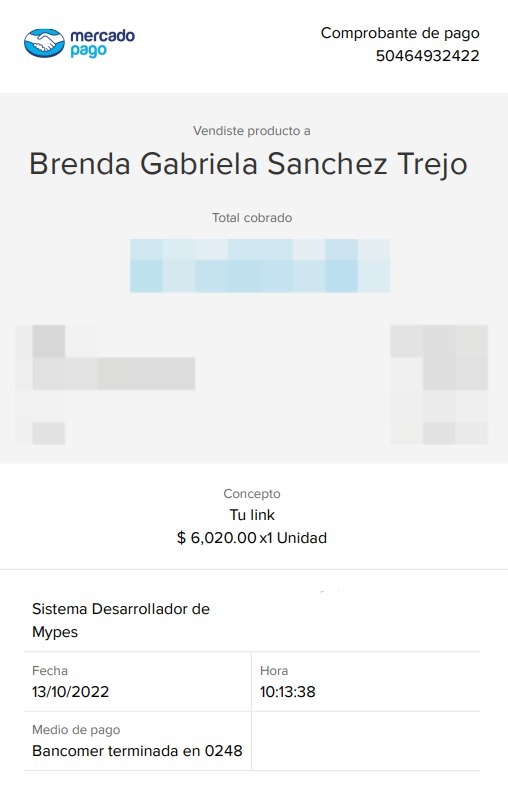 mercado
pago
Comprobante de pago
50464932422
Vendiste producto a
Brenda Gabriela Sanchez Trejo
Total cobrado
Concepto
Tu link
$ 6,020.00 x1 Unidad
Sistema Desarrollador de
Mypes
Fecha
13/10/2022
Hora
10:13:38
Medio de pago
Bancomer terminada en 0248